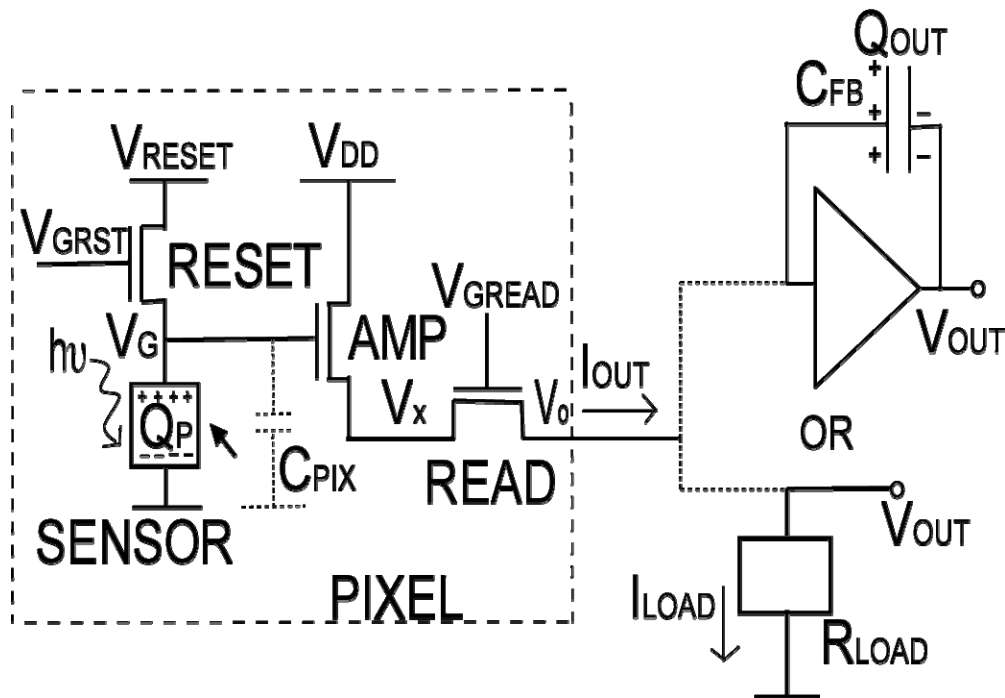 QOUT
CFB
+
+ −
+ −
VRESET
VDD
VGRST
RESET
VGREAD
VG
AMP
IOUT
VOUT
hυ
+ + + +
QP
− − − −
Vx
Vo
OR
CPIX
READ
VOUT
SENSOR
ILOAD
PIXEL
RLOAD